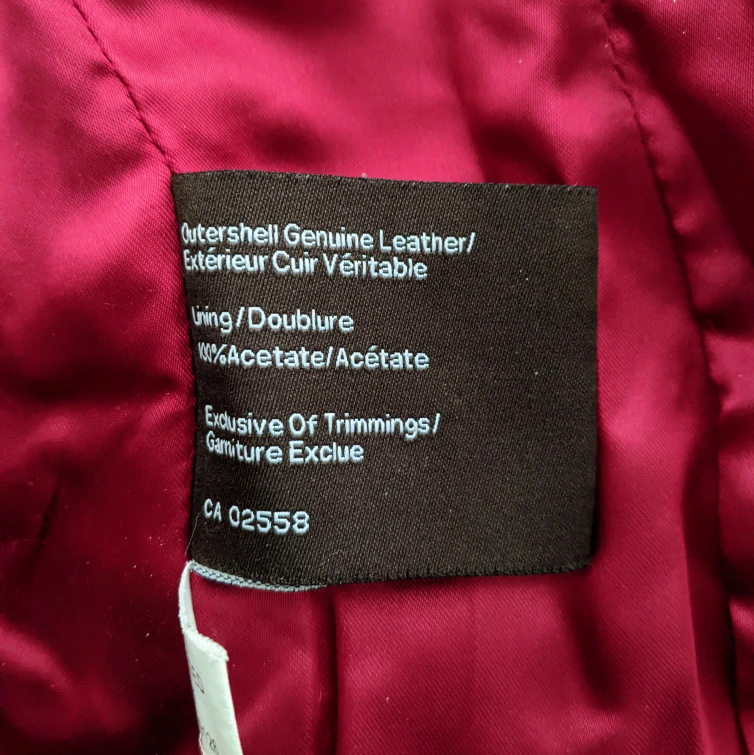 Outershell Genuine Leather/
Extérieur Cuir Véritable
Lining/Doublure
100%Acetate/Acétate
Exclusive Of Trimmings/
Garniture Exclue
CA 02558